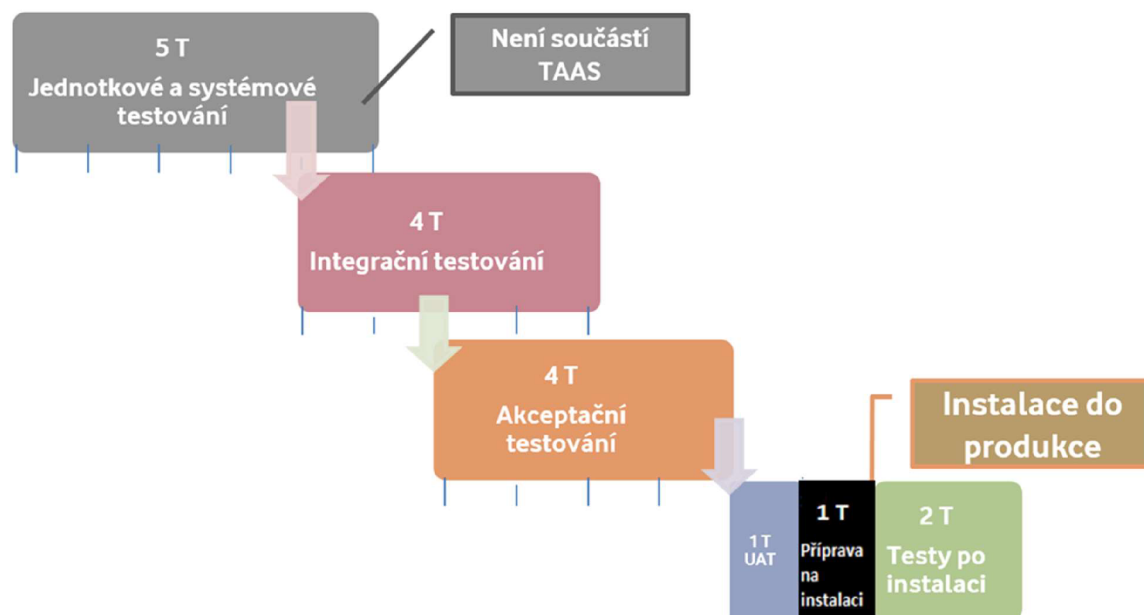 5 T
Jednotkové a systémové
testování
Není součástí
TAAS
4 T
Integrační testování
4 T
Akceptační
testování
Instalace do
produkce
1 T
UAT
1 T
Příprava
na
instalaci
2 T
Testy po
instalaci